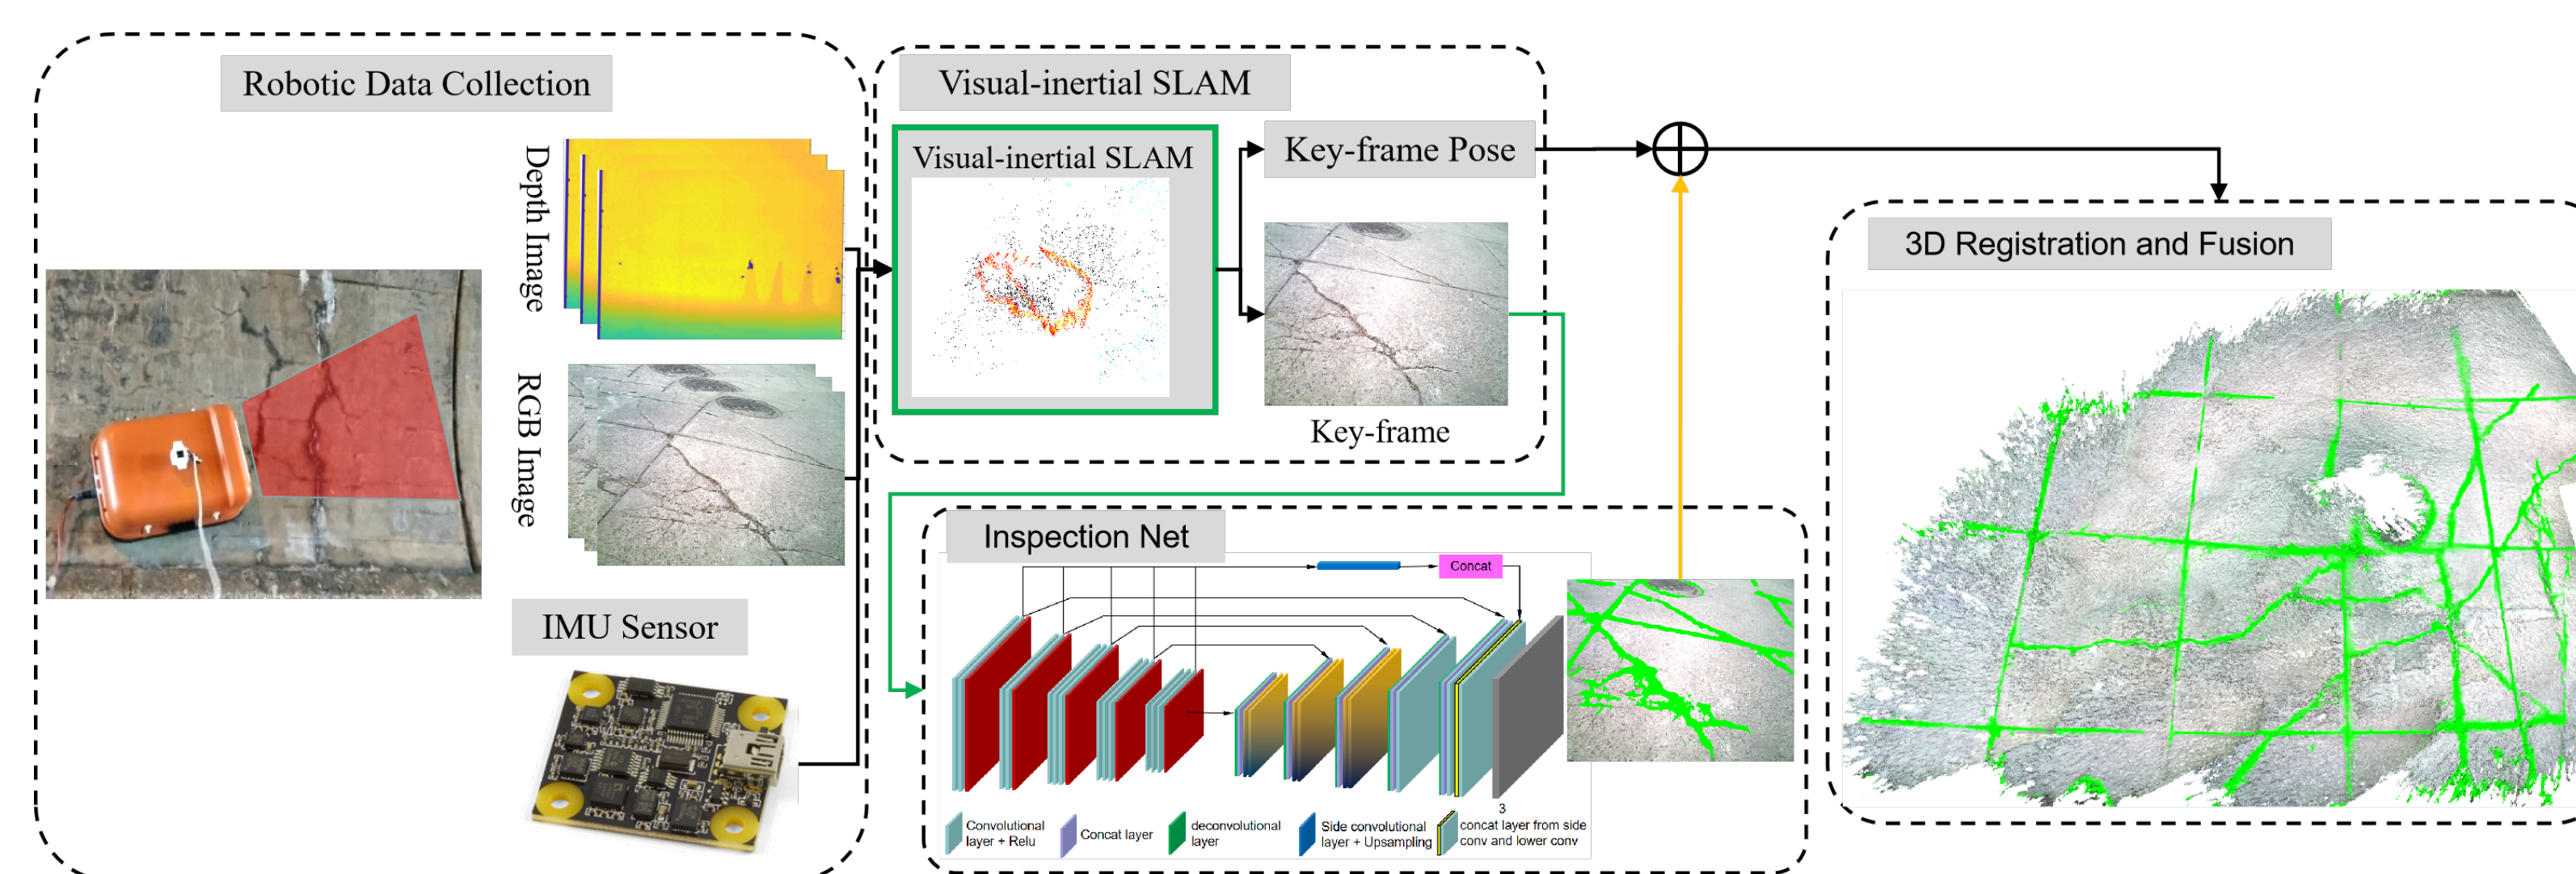 Robotic Data Collection
Depth Image
RGB Image
IMU Sensor
Visual-inertial SLAM
Visual-inertial SLAM
Key-frame Pose
Key-frame
Inspection Net
Concat
3
Convolutional
layer + Relu
Concat layer
deconvolutional
layer
Side convolutional
layer + Upsampling
concat layer from side
conv and lower conv
3D Registration and Fusion